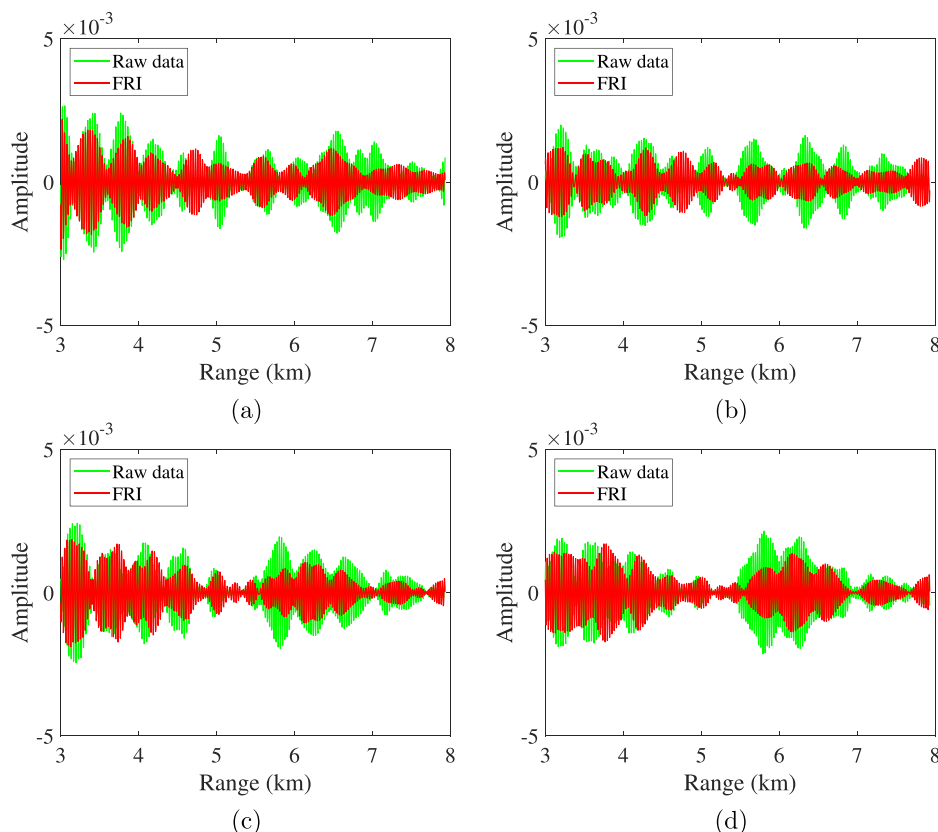 ×10⁻³
5
Raw data
FRI
Amplitude
0
-5
3 4 5 6 7 8
Range (km)
(a)
×10⁻³
5
Raw data
FRI
Amplitude
0
-5
3 4 5 6 7 8
Range (km)
(b)
×10⁻³
5
Raw data
FRI
Amplitude
0
-5
3 4 5 6 7 8
Range (km)
(c)
×10⁻³
5
Raw data
FRI
Amplitude
0
-5
3 4 5 6 7 8
Range (km)
(d)